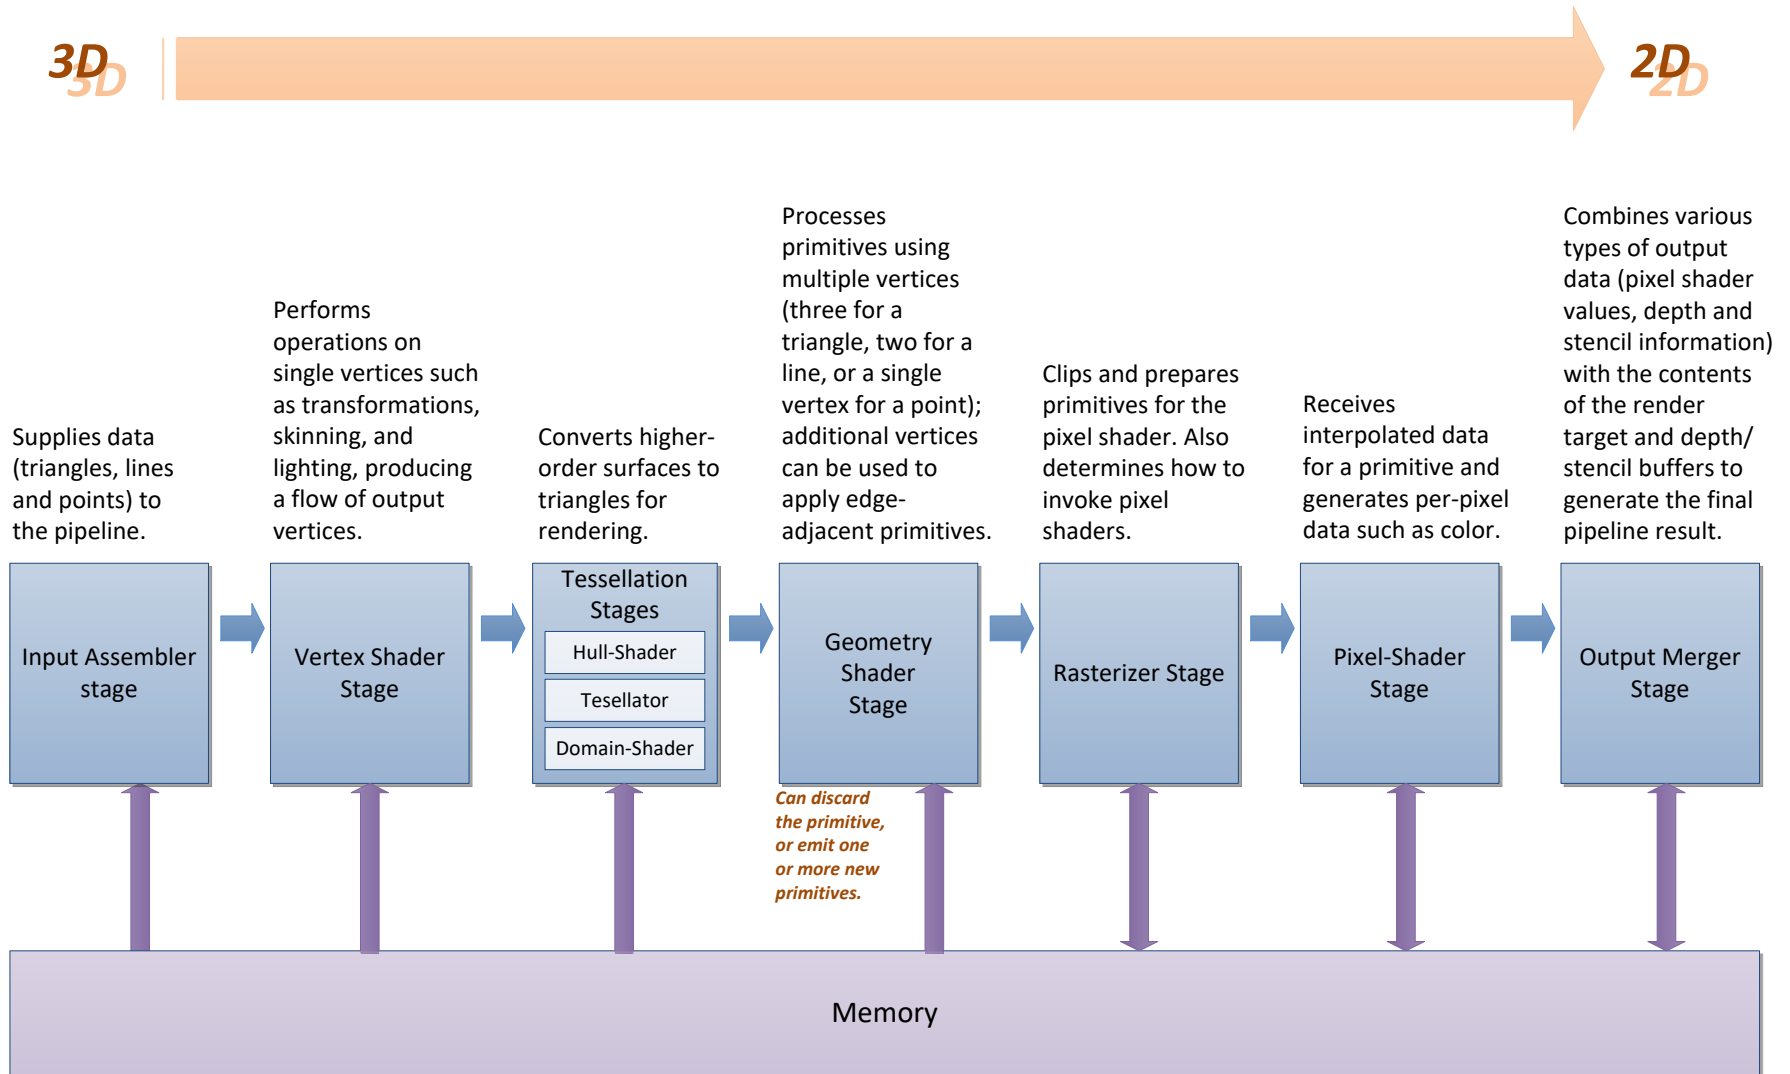 3D
2D
Supplies data
(triangles, lines
and points) to
the pipeline.
Performs
operations on
single vertices such
as transformations,
skinning, and
lighting, producing
a flow of output
vertices.
Converts higher-
order surfaces to
triangles for
rendering.
Processes
primitives using
multiple vertices
(three for a
triangle, two for a
line, or a single
vertex for a point);
additional vertices
can be used to
apply edge-
adjacent primitives.
Clips and prepares
primitives for the
pixel shader. Also
determines how to
invoke pixel
shaders.
Receives
interpolated data
for a primitive and
generates per-pixel
data such as color.
Combines various
types of output
data (pixel shader
values, depth and
stencil information)
with the contents
of the render
target and depth/
stencil buffers to
generate the final
pipeline result.
Input Assembler
stage
Vertex Shader
Stage
Tessellation
Stages
Hull-Shader
Tesellator
Domain-Shader
Geometry
Shader
Stage
Rasterizer Stage
Pixel-Shader
Stage
Output Merger
Stage
Can discard
the primitive,
or emit one
or more new
primitives.
Memory